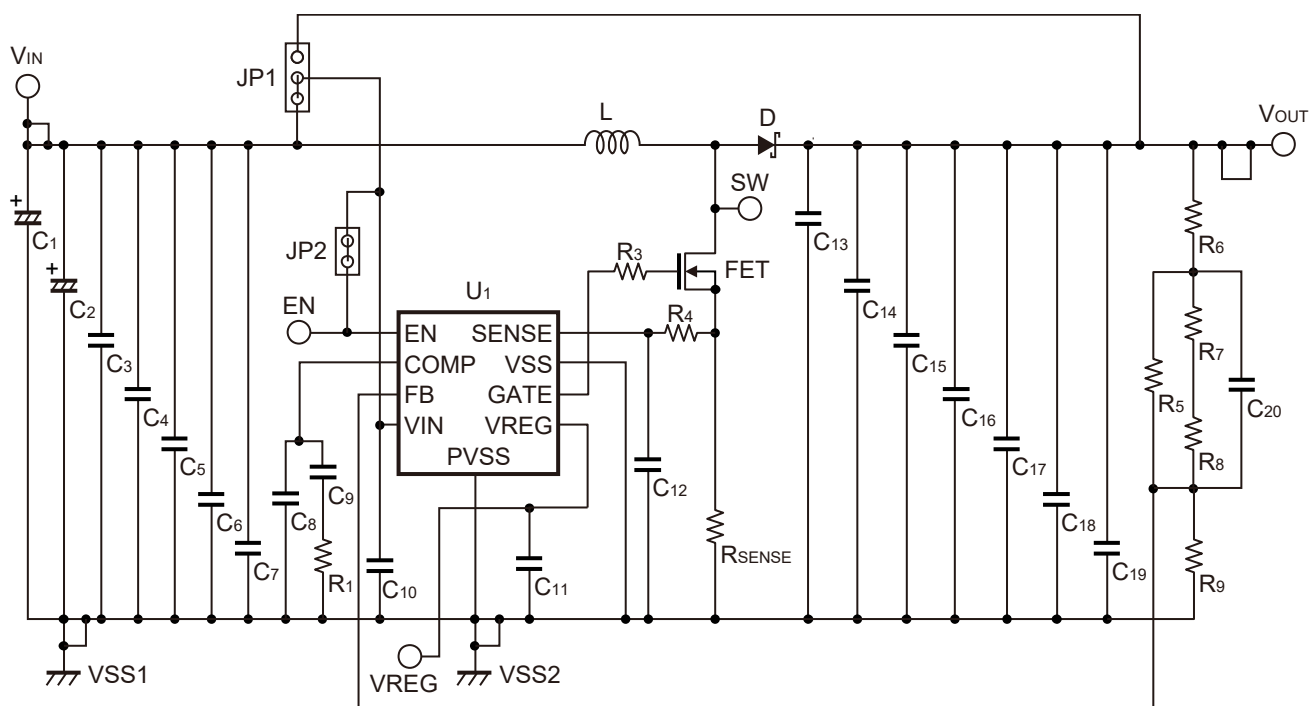 VIN
JP1
L
D
VOUT
+
C1
+
C2
C3
C4
C5
C6
C7
JP2
EN
U1
EN
COMP
FB
VIN
SENSE
VSS
GATE
VREG
PVSS
R3
FET
SW
R4
C8
C9
R1
C10
C11
C12
RSENSE
C13
C14
C15
C16
C17
C18
C19
R6
R5
R7
R8
C20
R9
VSS1
VREG
VSS2